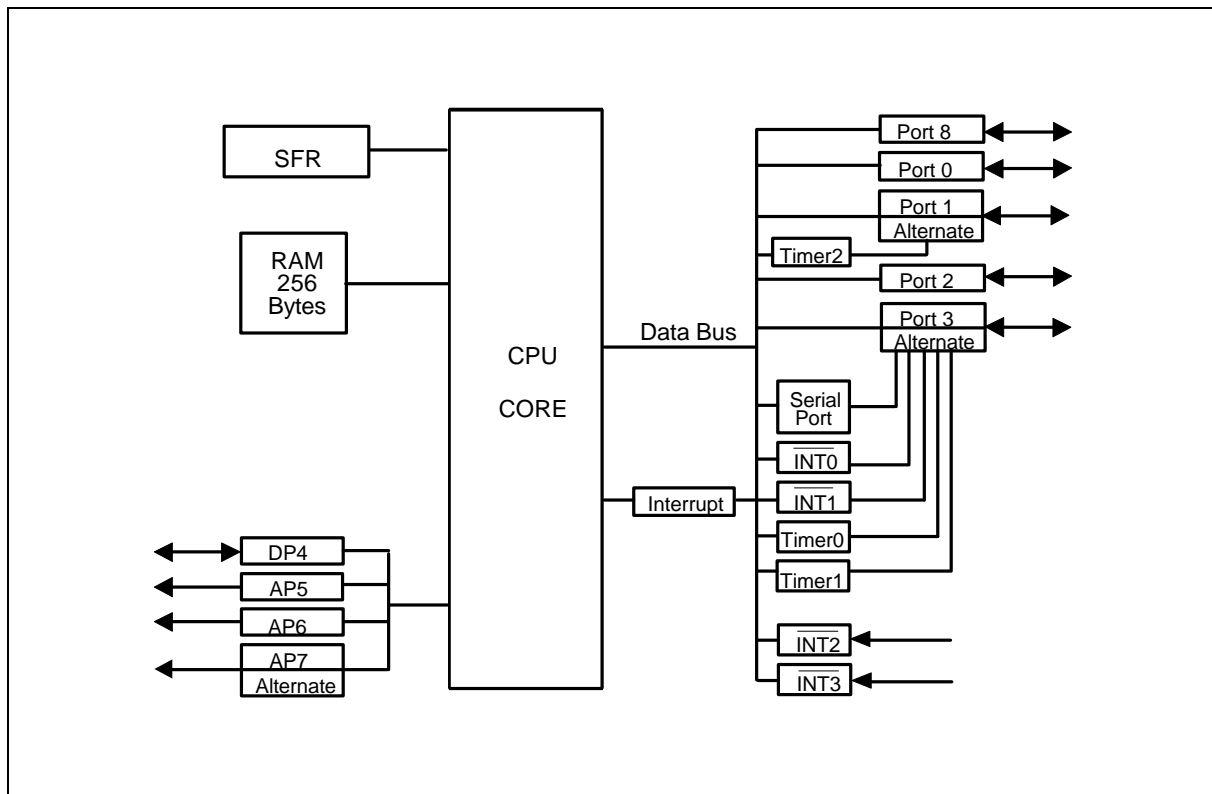 SFR
RAM
256
Bytes
CPU
CORE
DP4
AP5
AP6
AP7
Alternate
Data Bus
Interrupt
Port 8
Port 0
Port 1
Alternate
Timer2
Port 2
Port 3
Alternate
Serial
Port
INT0
INT1
Timer0
Timer1
INT2
INT3